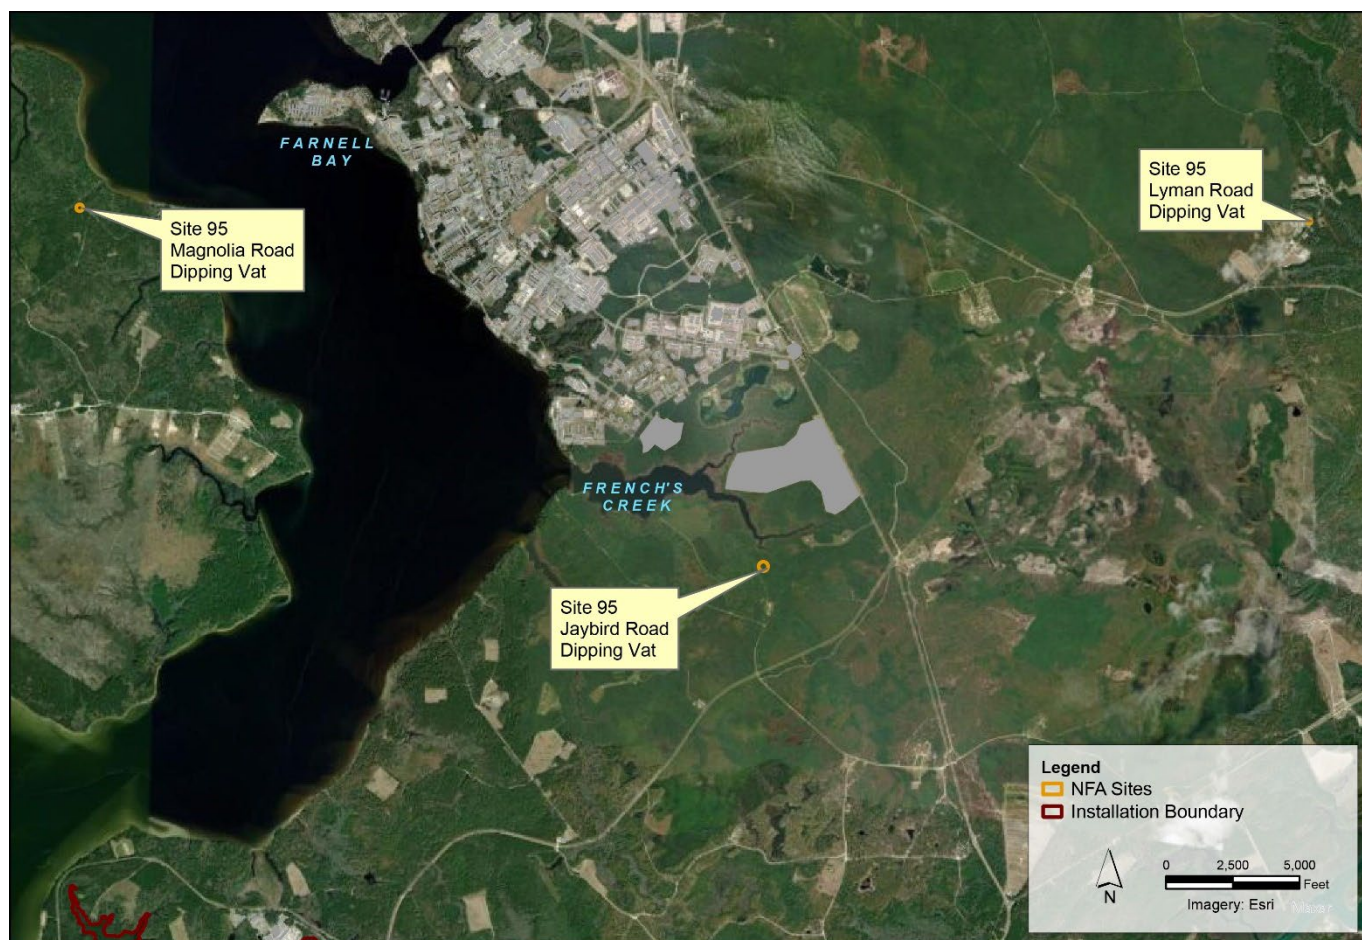 FARNELL
BAY
Site 95
Lyman Road
Dipping Vat
Site 95
Magnolia Road
Dipping Vat
FRENCH'S
CREEK
Site 95
Jaybird Road
Dipping Vat
Legend
NFA Sites
Installation Boundary
N
0 2,500 5,000
Feet
Imagery: Esri
Maxar